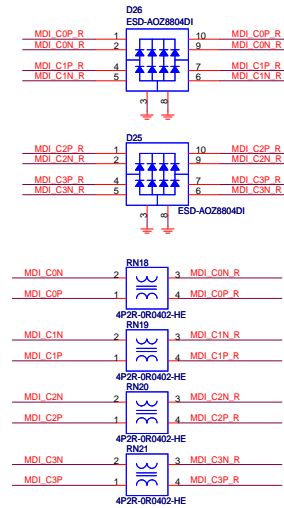 D26
ESD-AOZ8804DI
MDI_C0P_R 1 10 MDI_C0P_R
MDI_C0N_R 2 9 MDI_C0N_R
MDI_C1P_R 4 7 MDI_C1P_R
MDI_C1N_R 5 6 MDI_C1N_R
3 8
D25
MDI_C2P_R 1 10 MDI_C2P_R
MDI_C2N_R 2 9 MDI_C2N_R
MDI_C3P_R 4 7 MDI_C3P_R
MDI_C3N_R 5 6 MDI_C3N_R
3 8
ESD-AOZ8804DI
RN18
MDI_C0N 2 3 MDI_C0N_R
MDI_C0P 1 4 MDI_C0P_R
4P2R-0R0402-HE
RN19
MDI_C1N 2 3 MDI_C1N_R
MDI_C1P 1 4 MDI_C1P_R
4P2R-0R0402-HE
RN20
MDI_C2N 2 3 MDI_C2N_R
MDI_C2P 1 4 MDI_C2P_R
4P2R-0R0402-HE
RN21
MDI_C3N 2 3 MDI_C3N_R
MDI_C3P 1 4 MDI_C3P_R
4P2R-0R0402-HE